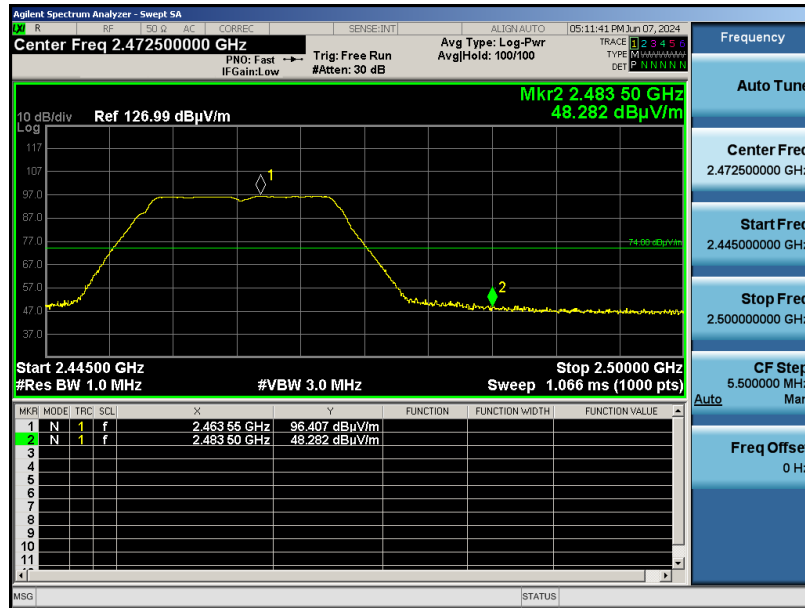 Agilent Spectrum Analyzer - Swept SA
LXI R RF 50 Ω AC CORREC SENSE:INT ALIGN AUTO 05:11:41 PM Jun 07, 2024
Center Freq 2.472500000 GHz
PNO: Fast
IFGain:Low
Trig: Free Run
#Atten: 30 dB
Avg Type: Log-Pwr
Avg|Hold: 100/100
TRACE 1 2 3 4 5 6
TYPE M WWWWW
DET P N N N N N
Mkr2 2.483 50 GHz
48.282 dBµV/m
10 dB/div Ref 126.99 dBµV/m
Log
117
107
97.0
87.0
77.0
67.0
57.0
47.0
37.0
1
74.00 dBµV/m
2
Start 2.44500 GHz Stop 2.50000 GHz
#Res BW 1.0 MHz #VBW 3.0 MHz Sweep 1.066 ms (1000 pts)
MKR MODE TRC SCL X Y FUNCTION FUNCTION WIDTH FUNCTION VALUE
1 N 1 f 2.463 55 GHz 96.407 dBµV/m
2 N 1 f 2.483 50 GHz 48.282 dBµV/m
3
4
5
6
7
8
9
10
11
MSG STATUS
Frequency
Auto Tune
Center Freq
2.472500000 GHz
Start Freq
2.445000000 GHz
Stop Freq
2.500000000 GHz
CF Step
5.500000 MHz
Auto Man
Freq Offset
0 Hz